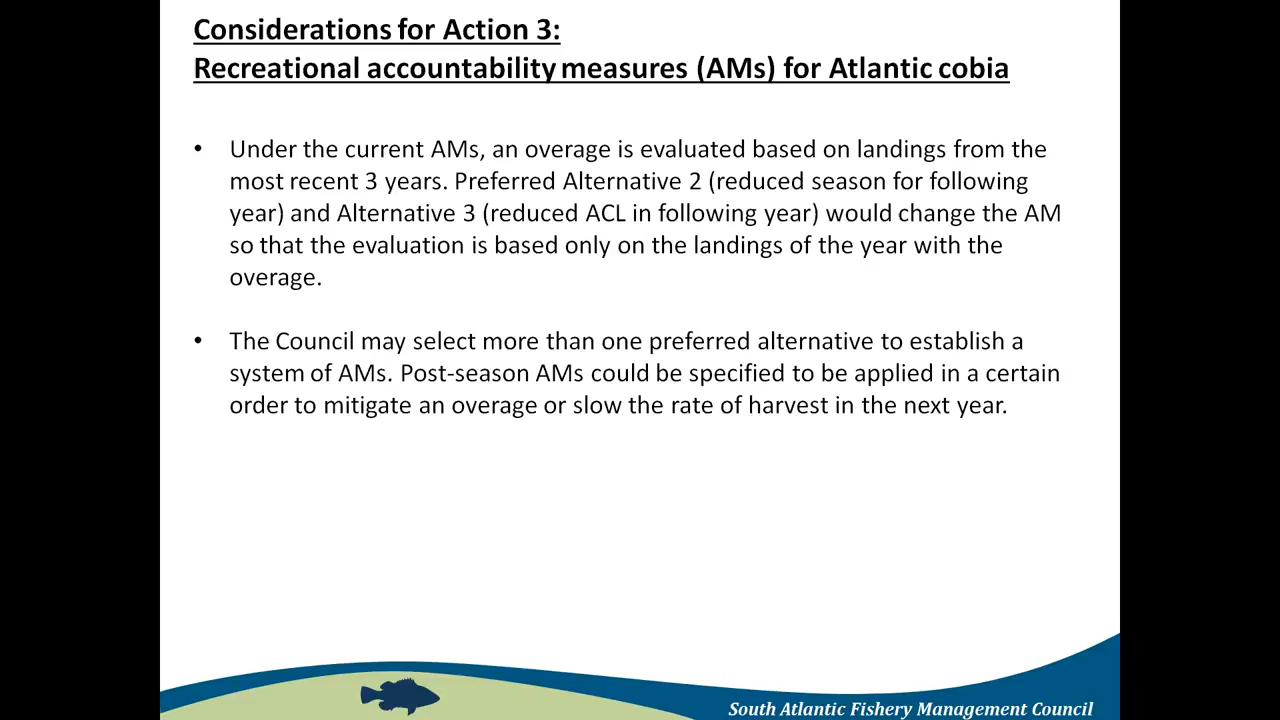 Considerations for Action 3:
Recreational accountability measures (AMs) for Atlantic cobia
• Under the current AMs, an overage is evaluated based on landings from the
most recent 3 years. Preferred Alternative 2 (reduced season for following
year) and Alternative 3 (reduced ACL in following year) would change the AM
so that the evaluation is based only on the landings of the year with the
overage.
• The Council may select more than one preferred alternative to establish a
system of AMs. Post-season AMs could be specified to be applied in a certain
order to mitigate an overage or slow the rate of harvest in the next year.
South Atlantic Fishery Management Council